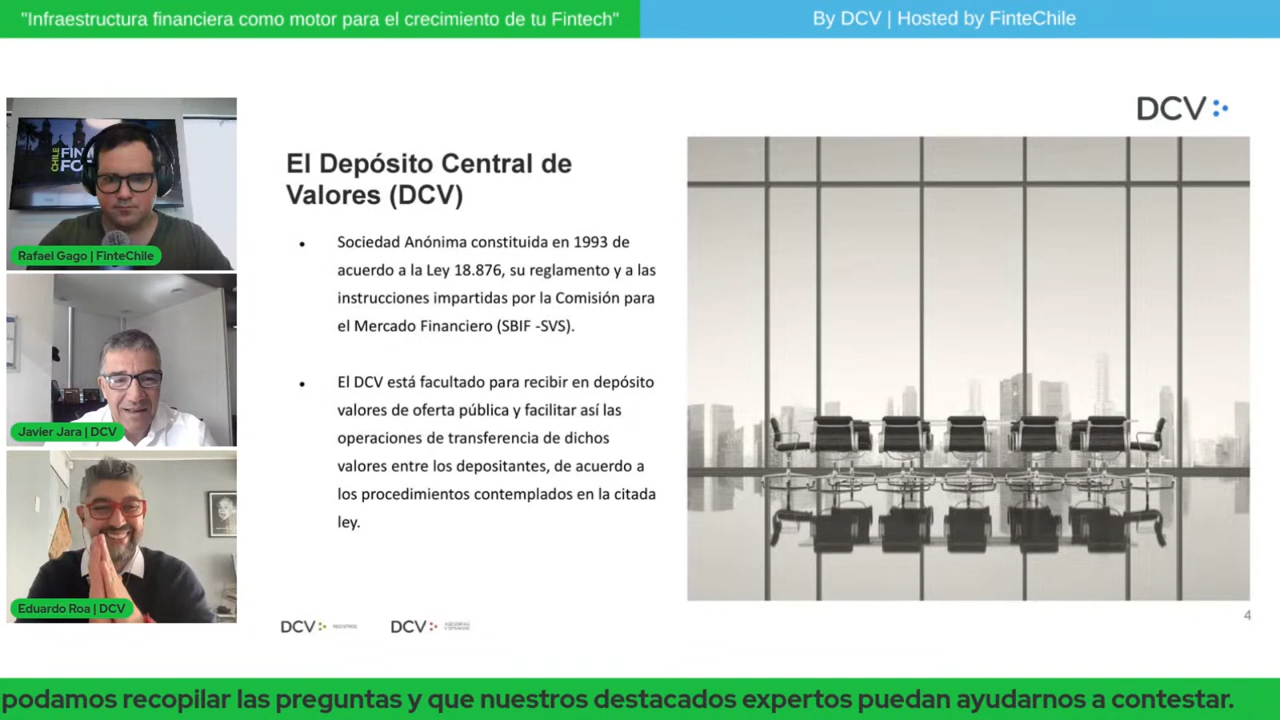 "Infraestructura financiera como motor para el crecimiento de tu Fintech"
By DCV | Hosted by FinteChile
DCV
CHILE
FIN
FO
Rafael Gago | FinteChile
Javier Jara | DCV
Eduardo Roa | DCV
El Depósito Central de
Valores (DCV)
• Sociedad Anónima constituida en 1993 de
acuerdo a la Ley 18.876, su reglamento y a las
instrucciones impartidas por la Comisión para
el Mercado Financiero (SBIF -SVS).
• El DCV está facultado para recibir en depósito
valores de oferta pública y facilitar así las
operaciones de transferencia de dichos
valores entre los depositantes, de acuerdo a
los procedimientos contemplados en la citada
ley.
DCV REGISTROS
DCV
4
podamos recopilar las preguntas y que nuestros destacados expertos puedan ayudarnos a contestar.